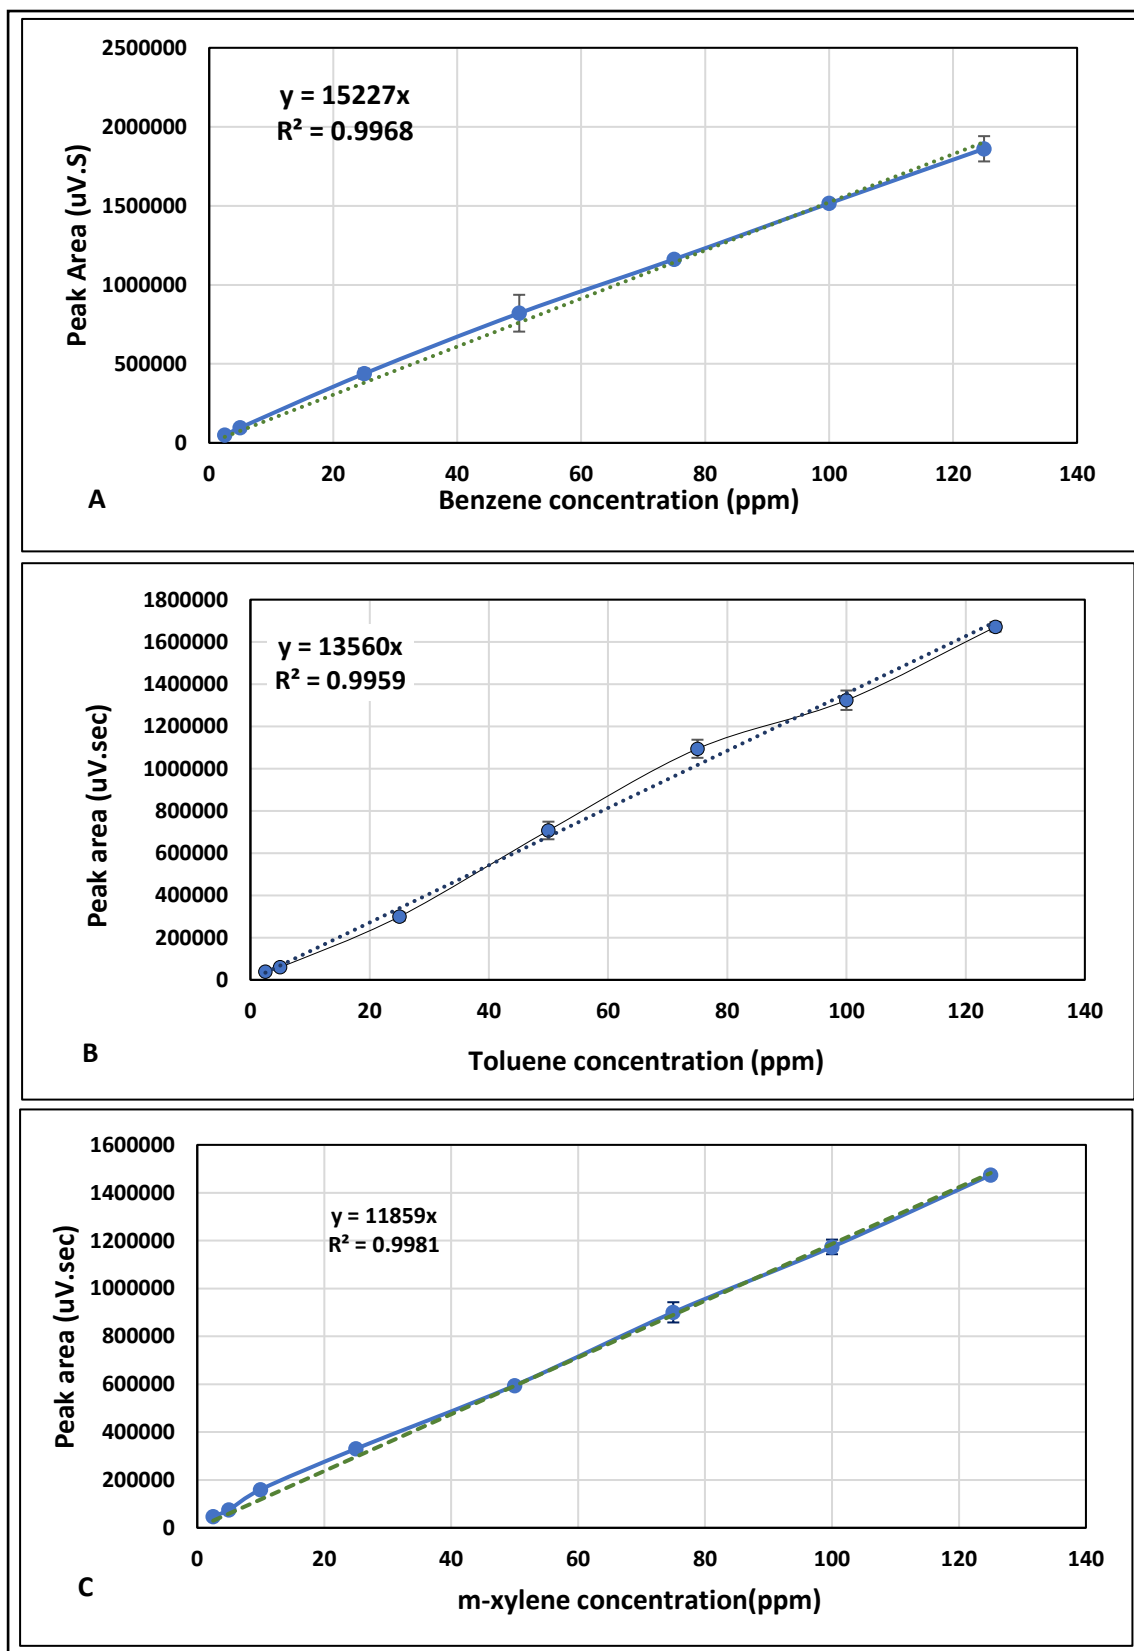 2500000
2000000
1500000
1000000
500000
0
Peak Area (uV.S)
y = 15227x
R² = 0.9968
0 20 40 60 80 100 120 140
A
Benzene concentration (ppm)
1800000
1600000
1400000
1200000
1000000
800000
600000
400000
200000
0
Peak area (uV.sec)
y = 13560x
R² = 0.9959
0 20 40 60 80 100 120 140
B
Toluene concentration (ppm)
1600000
1400000
1200000
1000000
800000
600000
400000
200000
0
Peak area (uV.sec)
y = 11859x
R² = 0.9981
0 20 40 60 80 100 120 140
C
m-xylene concentration(ppm)